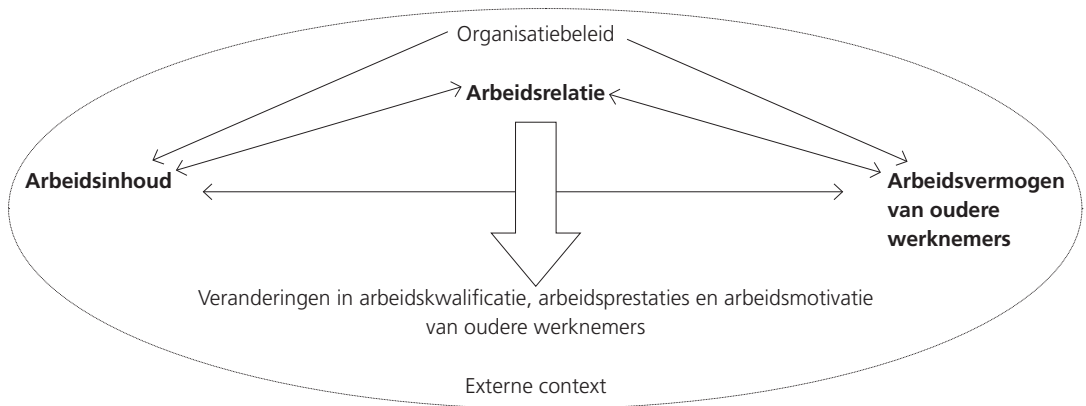 Organisatiebeleid
Arbeidsrelatie
Arbeidsinhoud
Arbeidsvermogen
van oudere
werknemers
Veranderingen in arbeidskwalificatie, arbeidsprestaties en arbeidsmotivatie
van oudere werknemers
Externe context